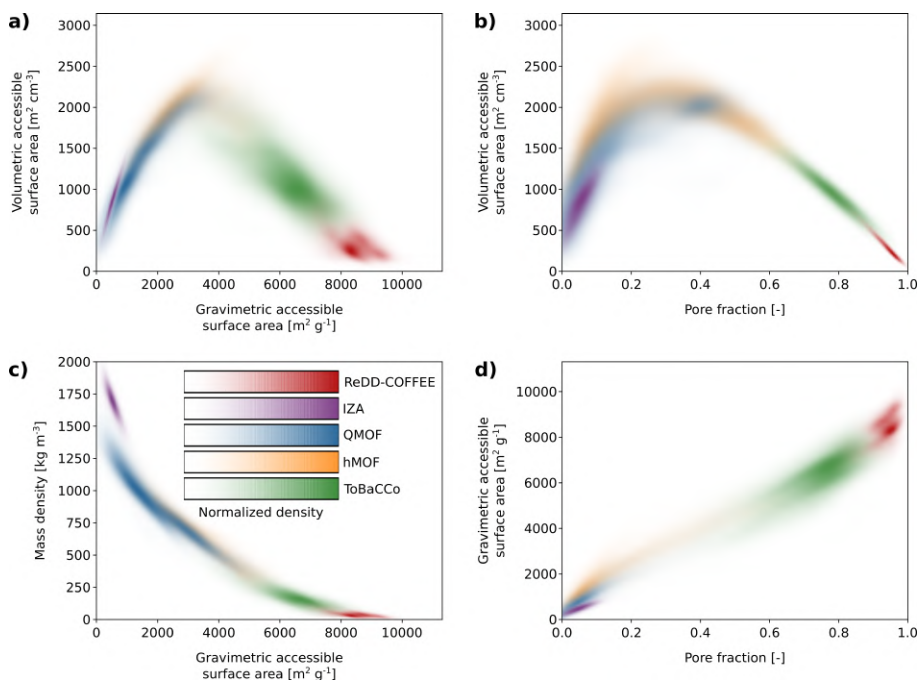 a)
3000
2500
2000
1500
1000
500
0
Volumetric accessible
surface area [m² cm⁻³]
0 2000 4000 6000 8000 10000
Gravimetric accessible
surface area [m² g⁻¹]
b)
3000
2500
2000
1500
1000
500
0
Volumetric accessible
surface area [m² cm⁻³]
0.0 0.2 0.4 0.6 0.8 1.0
Pore fraction [-]
c)
2000
1750
1500
1250
1000
750
500
250
0
Mass density [kg m⁻³]
ReDD-COFFEE
IZA
QMOF
hMOF
ToBaCCo
Normalized density
0 2000 4000 6000 8000 10000
Gravimetric accessible
surface area [m² g⁻¹]
d)
10000
8000
6000
4000
2000
0
Gravimetric accessible
surface area [m² g⁻¹]
0.0 0.2 0.4 0.6 0.8 1.0
Pore fraction [-]